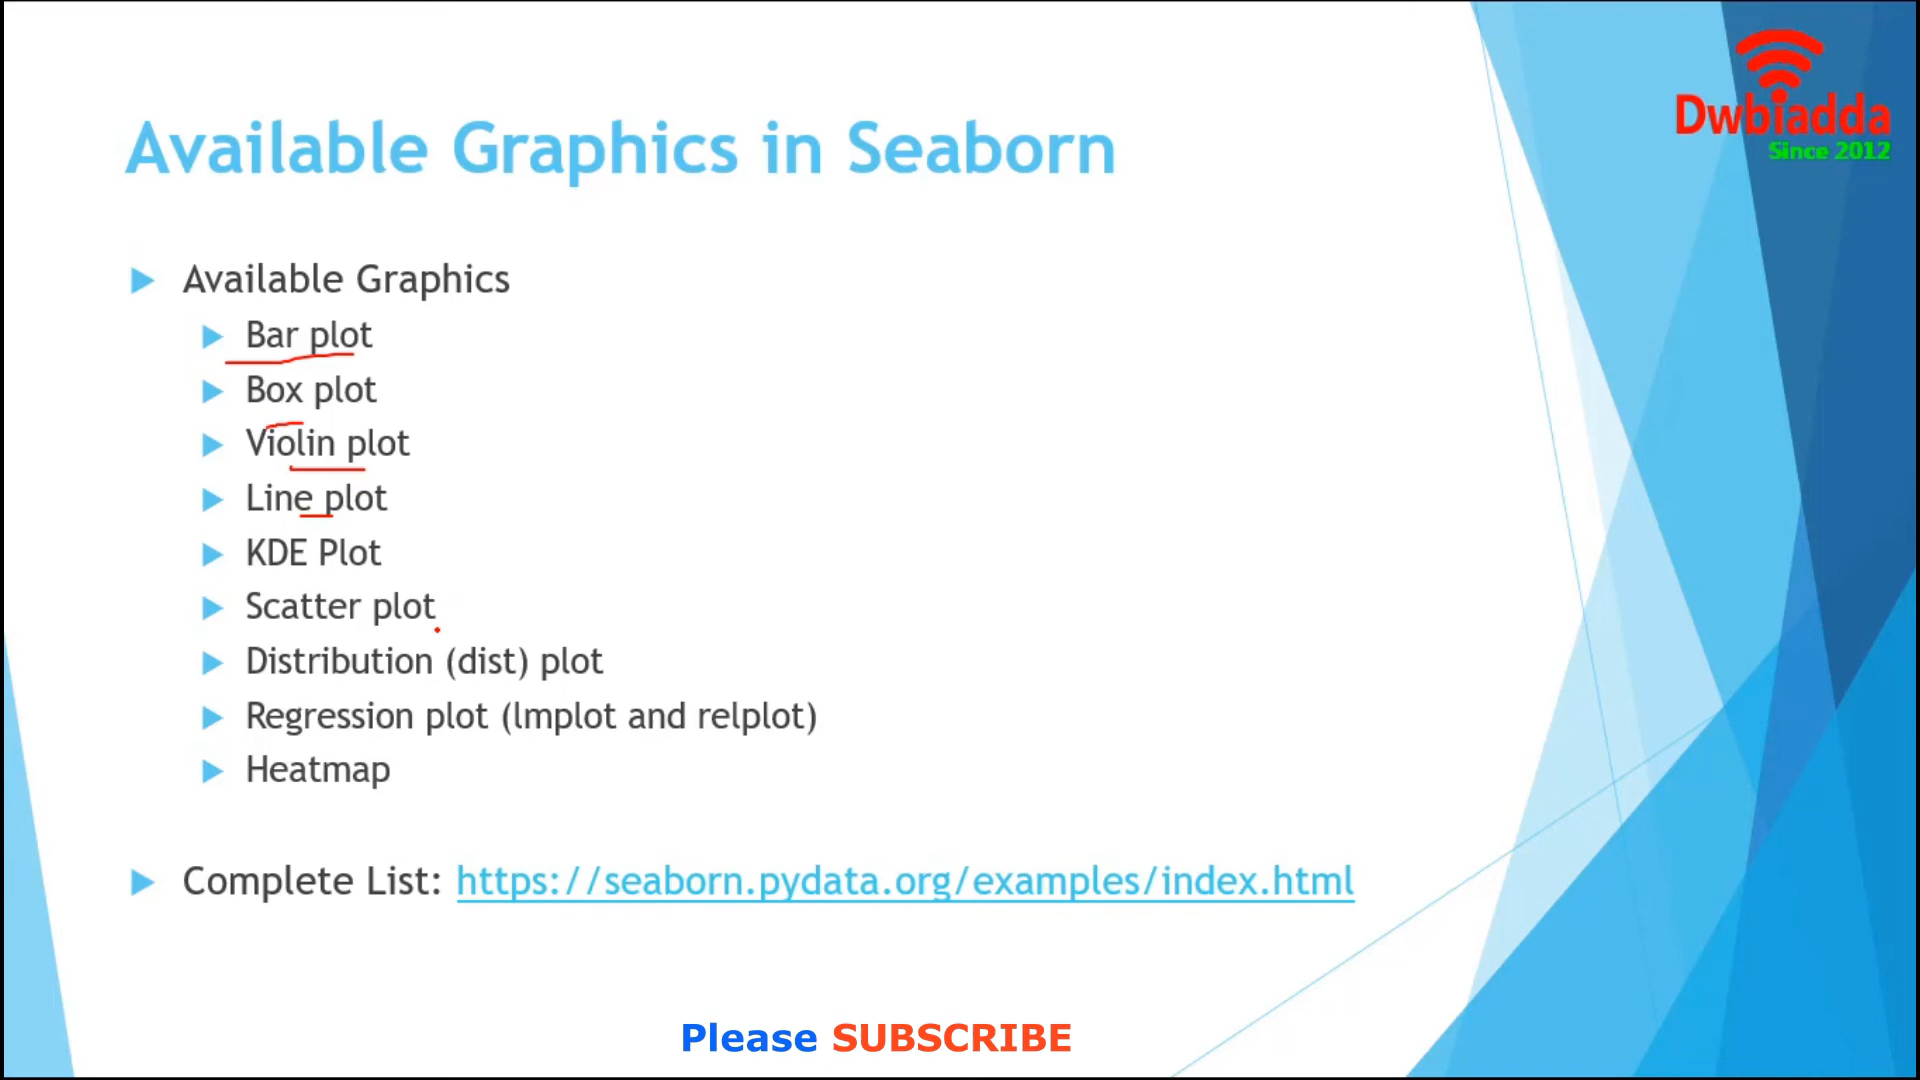 Dwbiadda
Since 2012
Available Graphics in Seaborn
Available Graphics
Bar plot
Box plot
Violin plot
Line plot
KDE Plot
Scatter plot
Distribution (dist) plot
Regression plot (lmplot and relplot)
Heatmap
Complete List: https://seaborn.pydata.org/examples/index.html
Please SUBSCRIBE